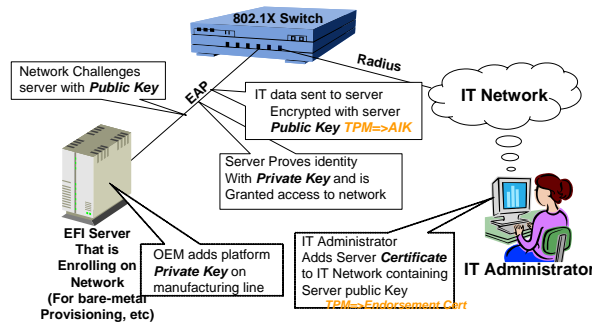 802.1X Switch
Radius
EAP
Network Challenges
server with Public Key
IT data sent to server
Encrypted with server
Public Key TPM=>AIK
IT Network
Server Proves identity
With Private Key and is
Granted access to network
EFI Server
That is
Enrolling on
Network
(For bare-metal
Provisioning, etc)
OEM adds platform
Private Key on
manufacturing line
IT Administrator
Adds Server Certificate
to IT Network containing
Server public Key
TPM=>Endorsement Cert
IT Administrator